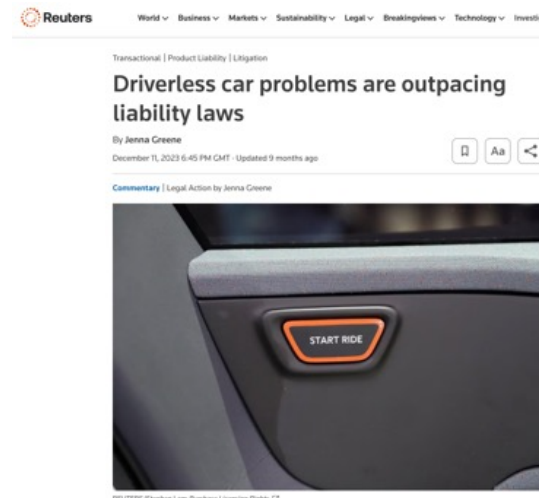 Reuters
World Business Markets Sustainability Legal Breakingviews Technology
Transactional | Product Liability | Litigation
Driverless car problems are outpacing
liability laws
By Jenna Greene
December 11, 2023 6:45 PM GMT · Updated 9 months ago
Aa
Commentary | Legal Action by Jenna Greene
START RIDE